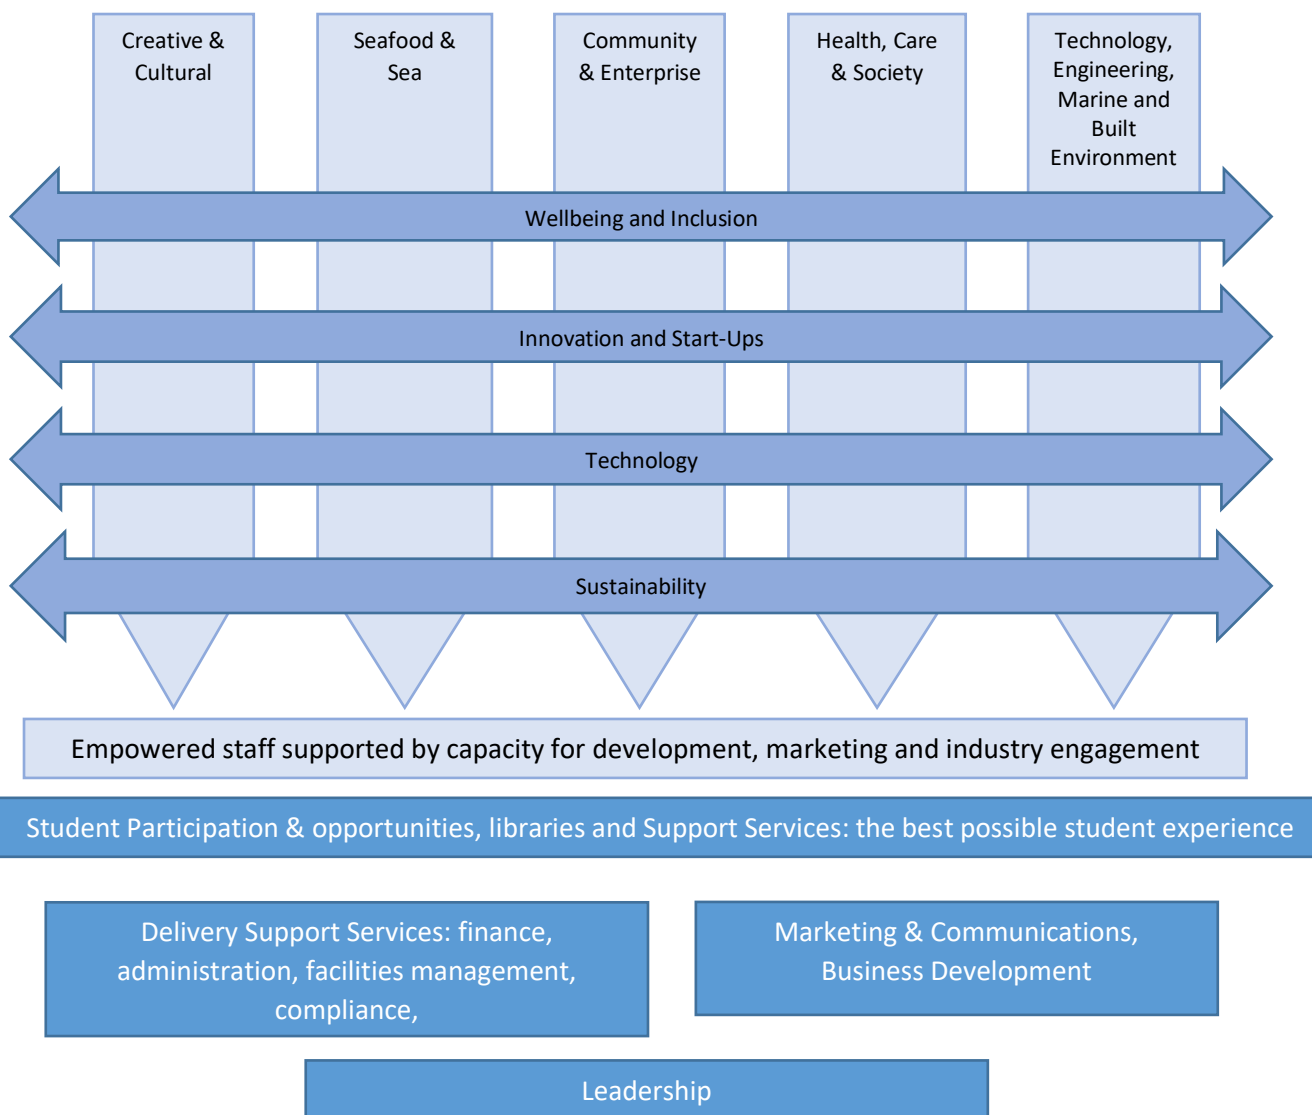 Creative &
Cultural
Seafood &
Sea
Community
& Enterprise
Health, Care
& Society
Technology,
Engineering,
Marine and
Built
Environment
Wellbeing and Inclusion
Innovation and Start-Ups
Technology
Sustainability
Empowered staff supported by capacity for development, marketing and industry engagement
Student Participation & opportunities, libraries and Support Services: the best possible student experience
Delivery Support Services: finance,
administration, facilities management,
compliance,
Marketing & Communications,
Business Development
Leadership